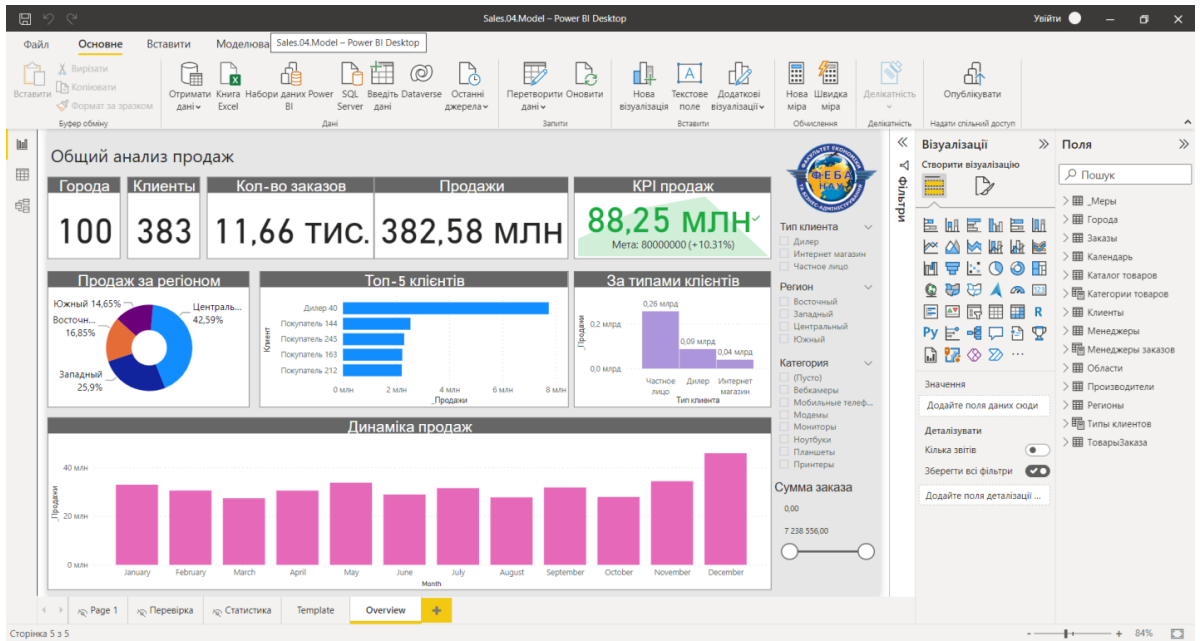 Sales.04.Model – Power BI Desktop
Увійти
Файл
Основне
Вставити
Моделюва
Sales.04.Model – Power BI Desktop
Вставити
Вирізати
Копіювати
Формат за зразком
Буфер обміну
Отримати дані
Книга Excel
Набори даних Power BI
SQL Server
Введіть дані
Dataverse
Останні джерела
Дані
Перетворити дані
Оновити
Запити
Нова візуалізація
Текстове поле
Додаткові візуалізації
Вставити
Нова міра
Швидка міра
Обчислення
Делікатність
Делікатність
Опублікувати
Надати спільний доступ
Общий анализ продаж
Города
100
Клиенты
383
Кол-во заказов
11,66 тис.
Продажи
382,58 млн
KPI продаж
88,25 млн
Мета: 80000000 (+10.31%)
ФАКУЛЬТЕТ ЕКОНОМІКИ
ФЕБА
НАУ
ТА БІЗНЕС-АДМІНІСТРУВАННЯ
Продаж за регіоном
Южный 14,65%
Восточн...
16,85%
Западный
25,9%
Централь...
42,59%
Топ-5 клієнтів
Клиент
Дилер 40
Покупатель 144
Покупатель 245
Покупатель 163
Покупатель 212
0 млн
2 млн
4 млн
6 млн
8 млн
_Продажи
За типами клієнтів
_Продажи
0,2 млрд
0,0 млрд
0,26 млрд
0,09 млрд
0,04 млрд
Частное лицо
Дилер
Интернет магазин
Тип клиента
Динаміка продаж
_Продажи
40 млн
20 млн
0 млн
January
February
March
April
May
June
July
August
September
October
November
December
Month
Тип клиента
Дилер
Интернет магазин
Частное лицо
Регион
Восточный
Западный
Центральный
Южный
Категория
(Пусто)
Вебкамеры
Мобильные телеф...
Модемы
Мониторы
Ноутбуки
Планшеты
Принтеры
Сумма заказа
0,00
7 238 556,00
Фільтри
Візуалізації
Створити візуалізацію
123
R
Py
Значення
Додайте поля даних сюди
Деталізувати
Кілька звітів
Зберегти всі фільтри
Додайте поля деталізації ...
Поля
Пошук
_Меры
Города
Заказы
Календарь
Каталог товаров
Категории товаров
Клиенты
Менеджеры
Менеджеры заказов
Области
Производители
Регионы
Типы клиентов
ТоварыЗаказа
Page 1
Перевірка
Статистика
Template
Overview
Сторінка 5 з 5
84%